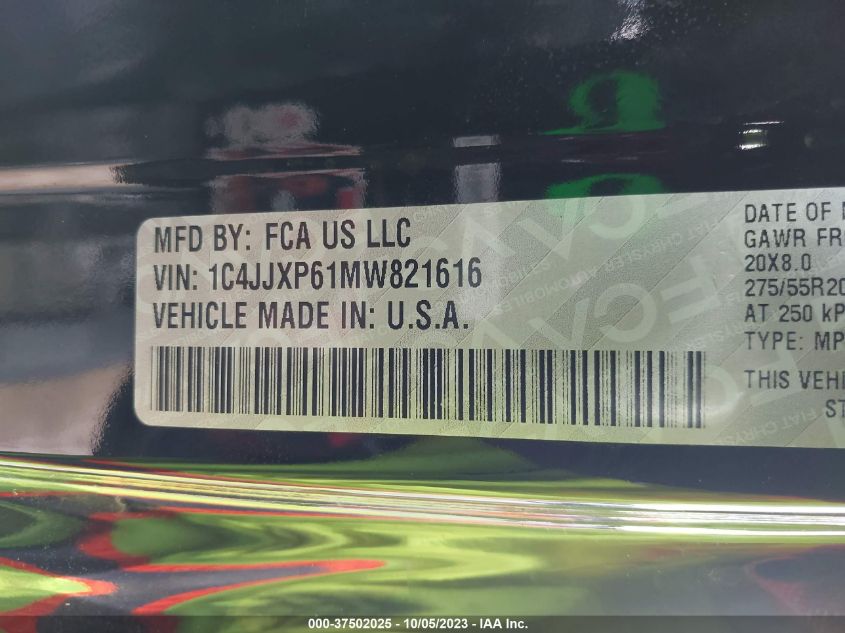 MFD BY: FCA US LLC
VIN: 1C4JJXP61MW821616
VEHICLE MADE IN: U.S.A.
DATE OF
GAWR FR
20X8.0
275/55R20
AT 250 kP
TYPE: MP
THIS VEHI
ST
000-37502025 - 10/05/2023 - IAA Inc.